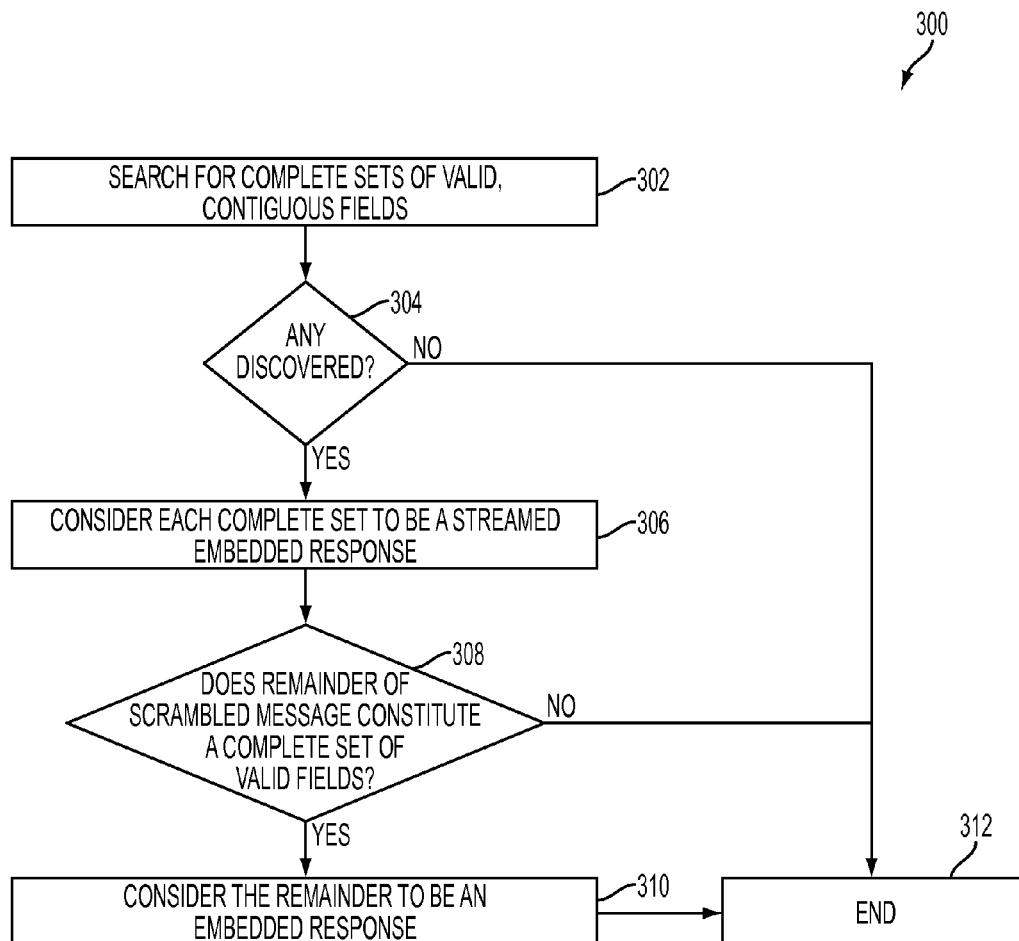 300
SEARCH FOR COMPLETE SETS OF VALID,
CONTIGUOUS FIELDS
302
304
ANY
DISCOVERED?
NO
YES
CONSIDER EACH COMPLETE SET TO BE A STREAMED
EMBEDDED RESPONSE
306
308
DOES REMAINDER OF
SCRAMBLED MESSAGE CONSTITUTE
A COMPLETE SET OF
VALID FIELDS?
NO
YES
CONSIDER THE REMAINDER TO BE AN
EMBEDDED RESPONSE
310
312
END